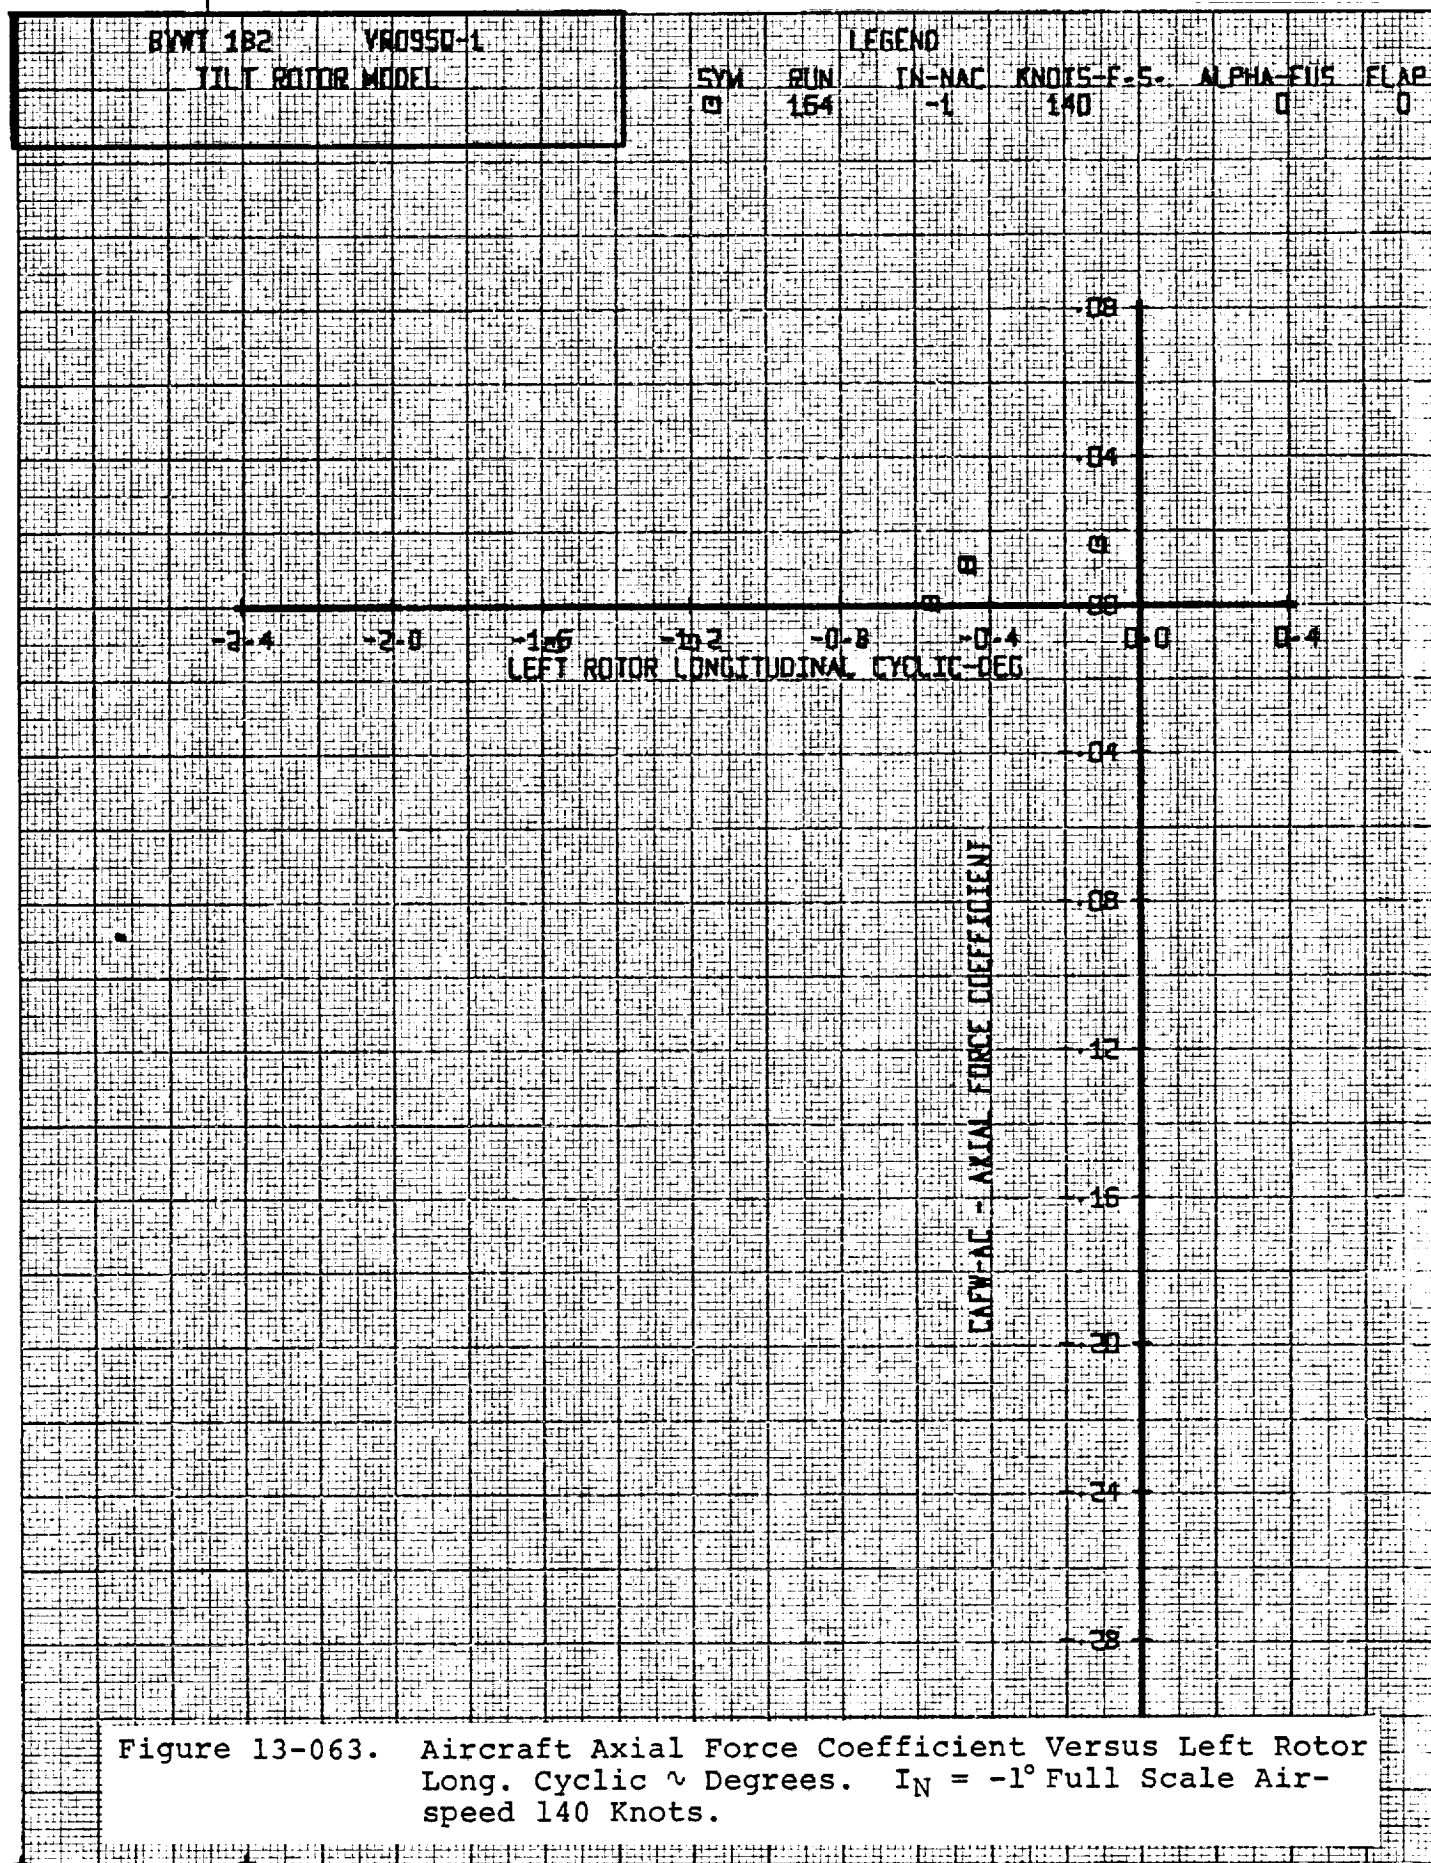 BVWT 182 VR095Q-1
TILT ROTOR MODEL
LEGEND
SYM RUN IN-NAC KNOTS-F.S. ALPHA-FUS FLAP
164 -1 140 0 0
.08
.04
.00
-2.4 -2.0 -1.6 -1.2 -0.8 -0.4 0.0 0.4
LEFT ROTOR LONGITUDINAL CYCLIC-DEG
-.04
-.08
-.12
-.16
-.20
-.24
-.28
CAFW-AC - AXIAL FORCE COEFFICIENT
Figure 13-063. Aircraft Axial Force Coefficient Versus Left Rotor
Long. Cyclic ~ Degrees. I_N = -1° Full Scale Air-
speed 140 Knots.